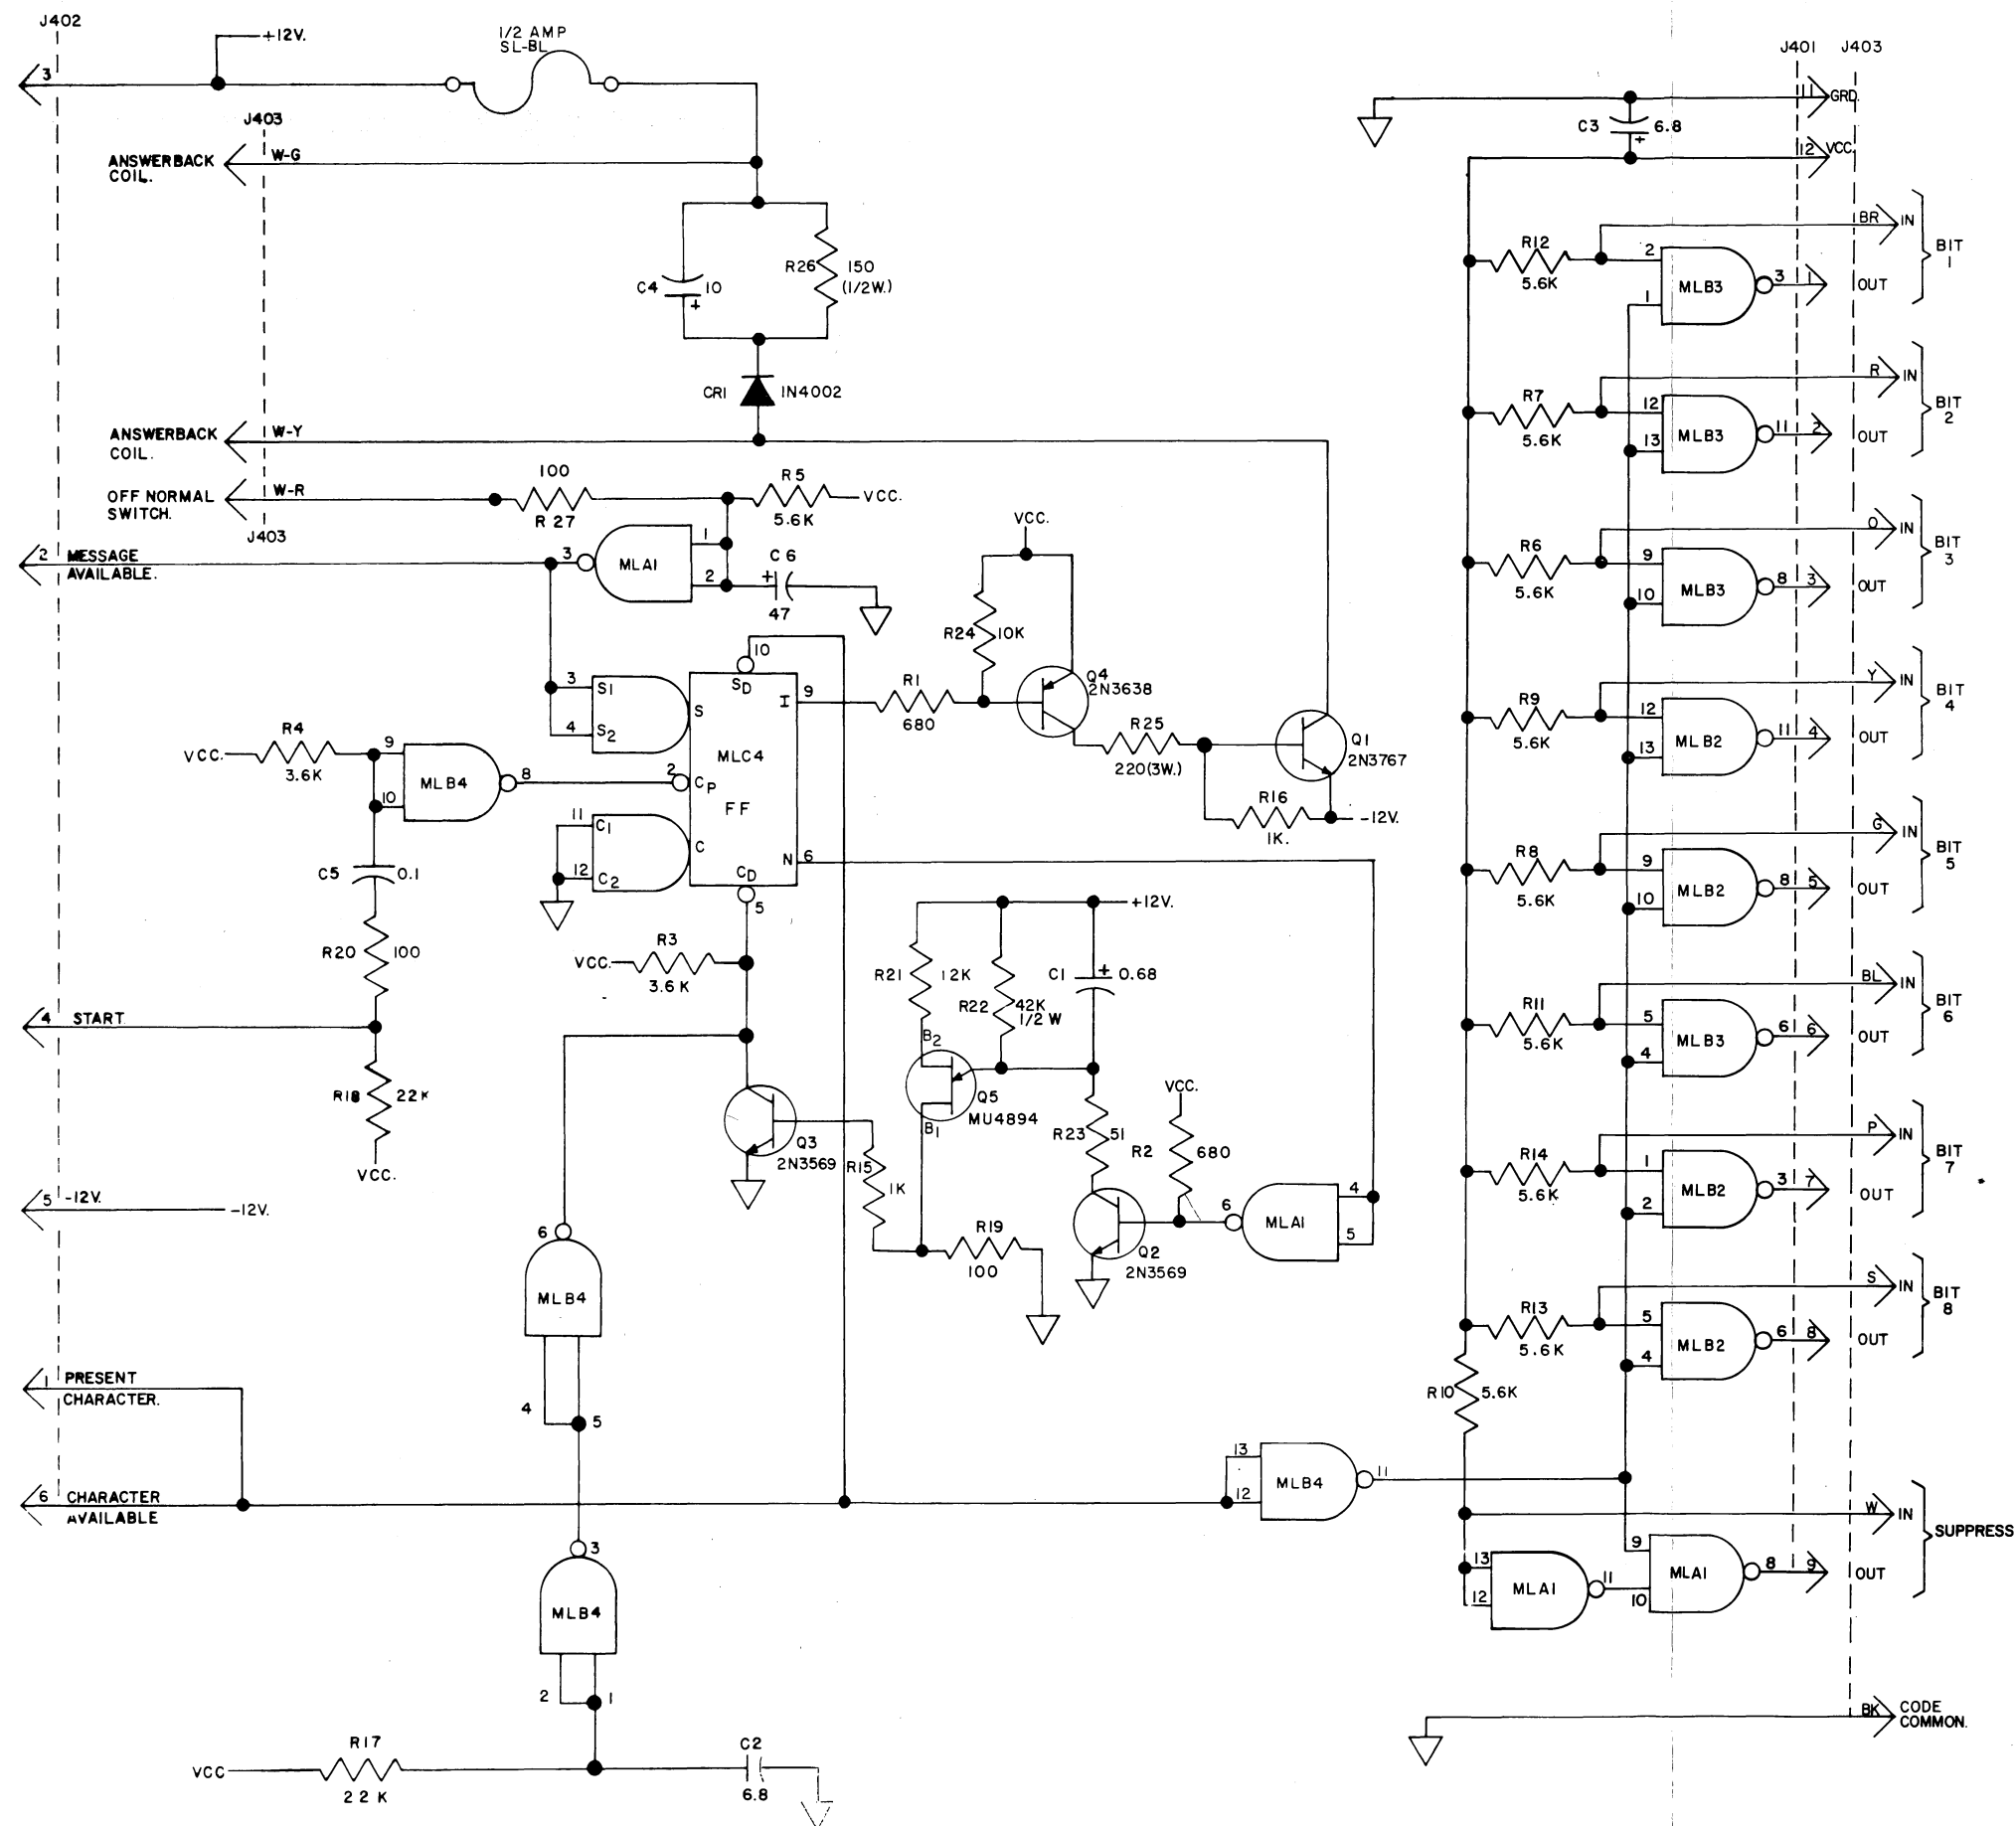 J402
+12V.
1/2 AMP
SL-BL
3
J403
ANSWERBACK
COIL.
W-G
C4
10
+
R26
150
(1/2W.)
CR1
IN4002
ANSWERBACK
COIL.
W-Y
OFF NORMAL
SWITCH.
W-R
J403
100
R 27
R5
5.6K
VCC.
2
MESSAGE
AVAILABLE.
3
MLA1
1
2
+
C 6
47
VCC.
R24
10K
3
S1
4
S2
S
10
SD
I
9
MLC4
FF
R1
680
Q4
2N3638
R25
220(3W.)
Q1
2N3767
R16
1K.
-12V.
R4
VCC.
3.6K
9
10
MLB4
8
2
CP
11
C1
12
C2
C
N
6
CD
5
C5
0.1
R20
100
R3
VCC.
3.6K
+12V.
R21
12K
R22
42K
1/2 W
C1
+
0.68
4
START
R18
22K
VCC.
B2
Q5
MU4894
B1
Q3
2N3569
R15
1K
R19
100
R23
51
VCC.
R2
680
6
MLA1
4
5
Q2
2N3569
5
-12V.
-12V.
6
MLB4
4
5
1
PRESENT
CHARACTER.
6
CHARACTER
AVAILABLE
3
MLB4
2
1
R17
VCC
22K
C2
6.8
13
12
MLB4
11
J401
J403
11
GRD.
C3
6.8
+
12
VCC.
R12
5.6K
2
1
MLB3
3
1
BR
IN
OUT
BIT
1
R7
5.6K
12
13
MLB3
11
2
R
IN
OUT
BIT
2
R6
5.6K
9
10
MLB3
8
3
O
IN
OUT
BIT
3
R9
5.6K
12
13
MLB2
11
4
Y
IN
OUT
BIT
4
R8
5.6K
9
10
MLB2
8
5
G
IN
OUT
BIT
5
R11
5.6K
5
4
MLB3
6
6
BL
IN
OUT
BIT
6
R14
5.6K
1
2
MLB2
3
7
P
IN
OUT
BIT
7
R13
5.6K
5
4
MLB2
6
8
S
IN
OUT
BIT
8
R10
5.6K
W
IN
SUPPRESS
13
12
MLA1
11
9
10
MLA1
8
9
OUT
BK
CODE
COMMON.